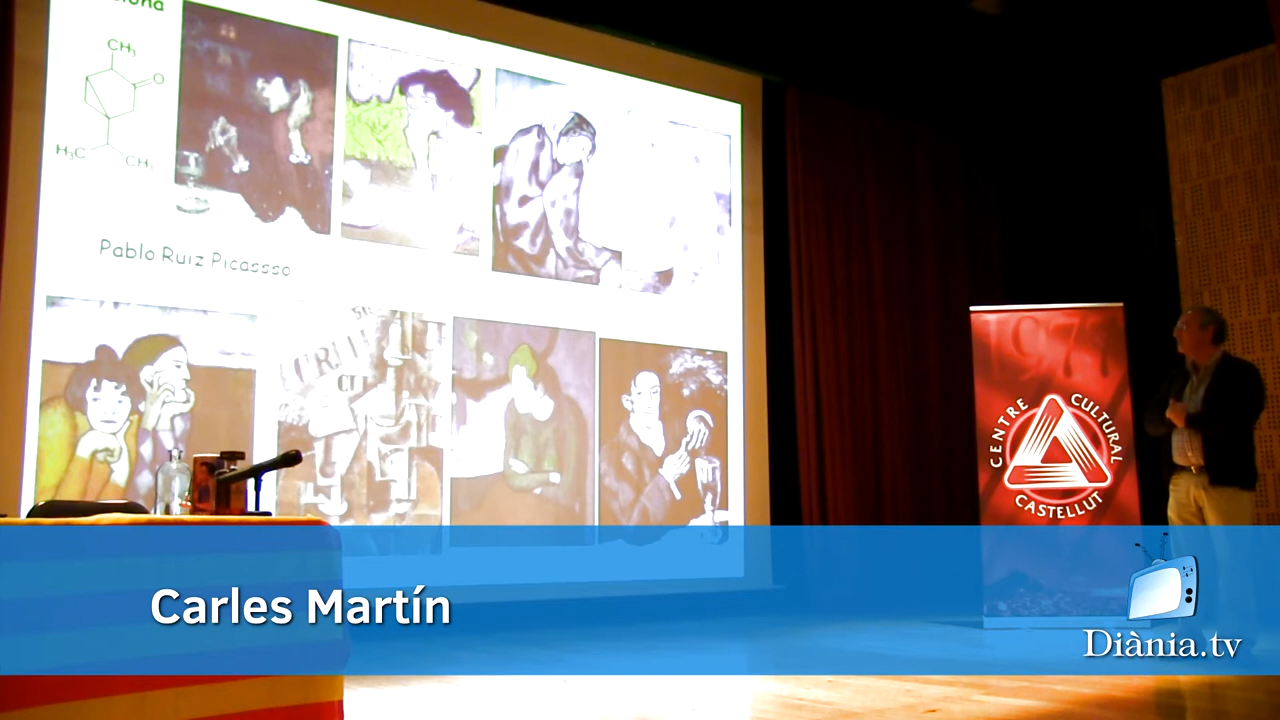 CH₃
O
H₃C
CH₃
Pablo Ruiz Picassso
1977
CENTRE CULTURAL
CASTELLUT
Carles Martín
Diània.tv